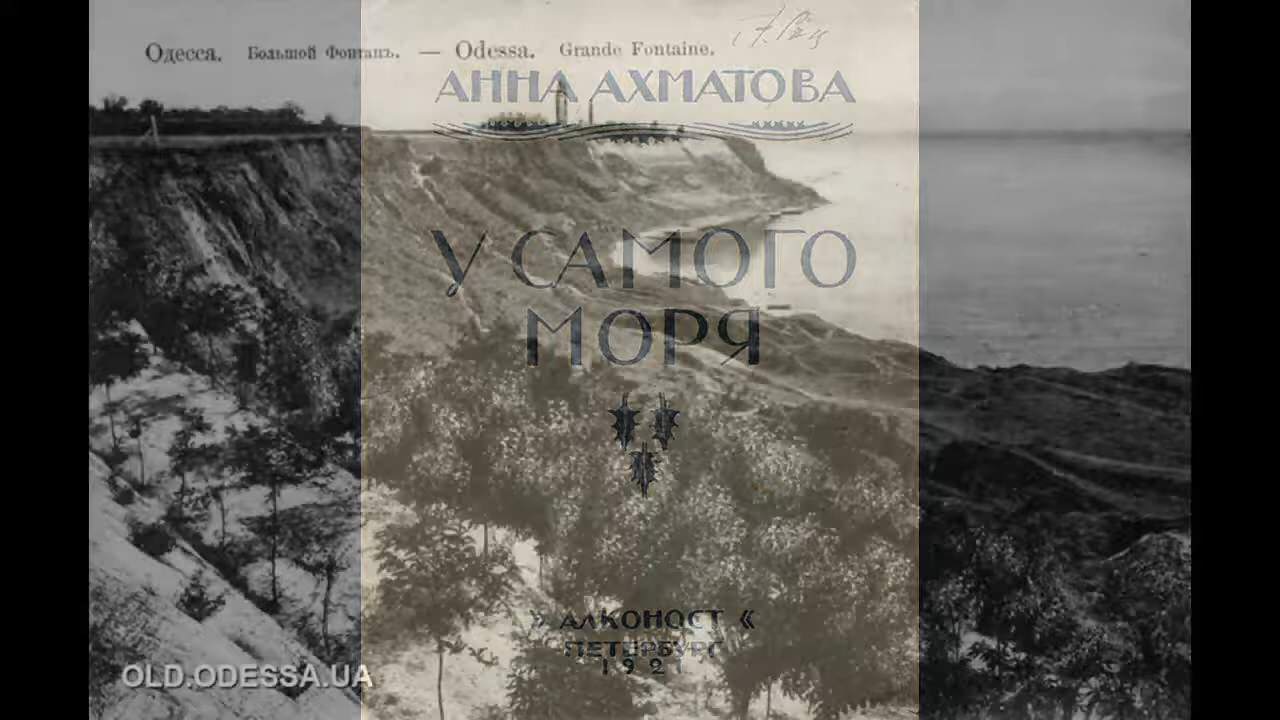 Одесса. Большой Фонтанъ. — Odessa. Grande Fontaine.
АННА АХМАТОВА
У САМОГО
МОРЯ
» АЛКОНОСТ «
ПЕТЕРБУРГ
1921
OLD.ODESSA.UA